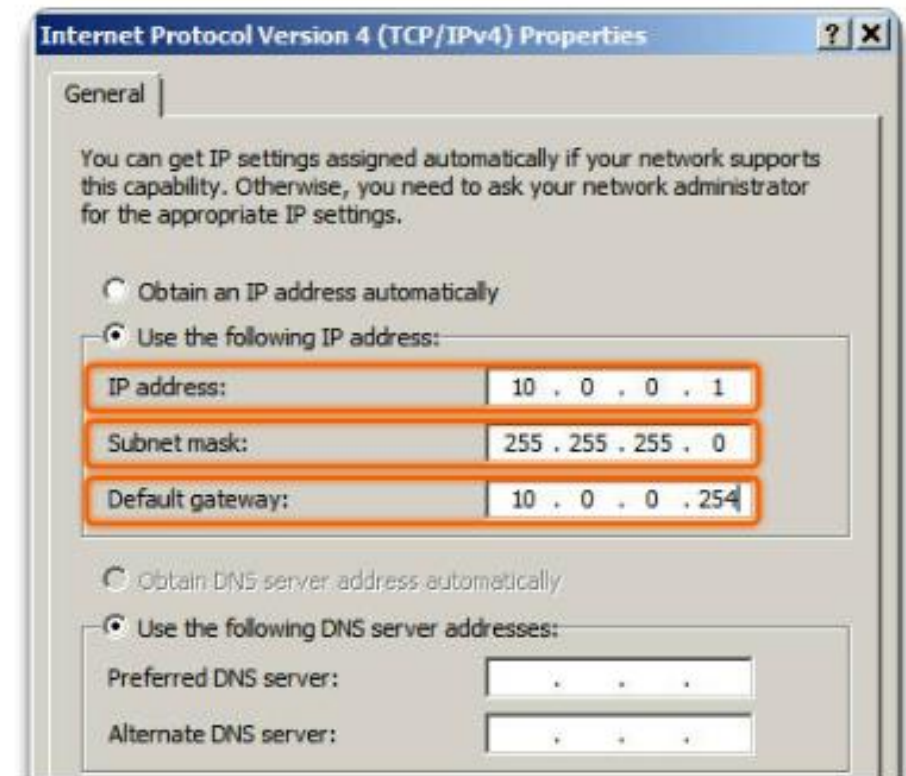 Internet Protocol Version 4 (TCP/IPv4) Properties ? X
General
You can get IP settings assigned automatically if your network supports
this capability. Otherwise, you need to ask your network administrator
for the appropriate IP settings.
Obtain an IP address automatically
Use the following IP address:
IP address: 10 . 0 . 0 . 1
Subnet mask: 255 . 255 . 255 . 0
Default gateway: 10 . 0 . 0 . 254
Obtain DNS server address automatically
Use the following DNS server addresses:
Preferred DNS server: . . .
Alternate DNS server: . . .